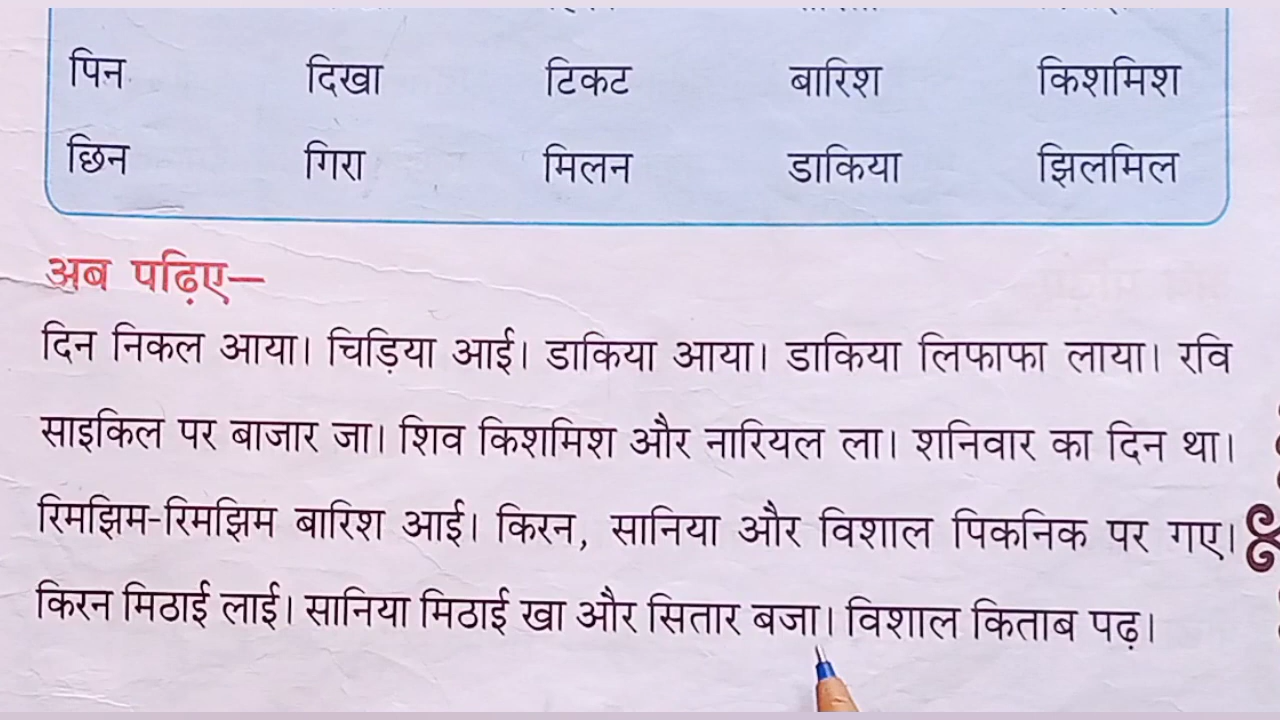 पिन दिखा टिकट बारिश किशमिश
छिन गिरा मिलन डाकिया झिलमिल
अब पढ़िए—
दिन निकल आया। चिड़िया आई। डाकिया आया। डाकिया लिफाफा लाया। रवि
साइकिल पर बाजार जा। शिव किशमिश और नारियल ला। शनिवार का दिन था।
रिमझिम-रिमझिम बारिश आई। किरन, सानिया और विशाल पिकनिक पर गए।
किरन मिठाई लाई। सानिया मिठाई खा और सितार बजा। विशाल किताब पढ़।